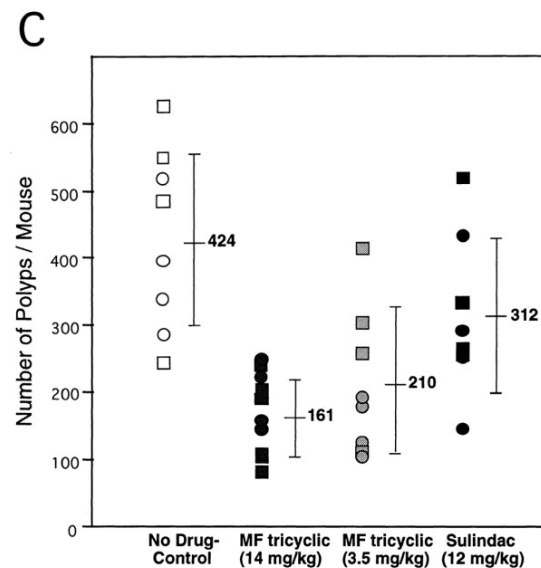 C
Number of Polyps / Mouse
600
500
400
300
200
100
0
424
161
210
312
No Drug-
Control
MF tricyclic
(14 mg/kg)
MF tricyclic
(3.5 mg/kg)
Sulindac
(12 mg/kg)